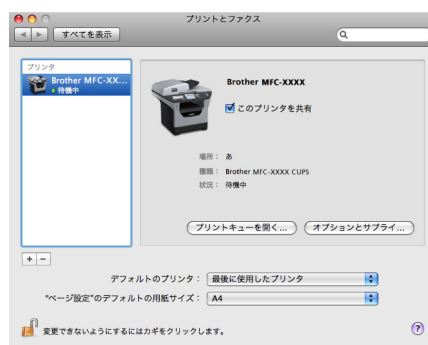 プリントとファクス
すべてを表示
プリンタ
Brother MFC-XX...
待機中
Brother MFC-XXXX
このプリンタを共有
場所： あ
種類： Brother MFC-XXXX CUPS
状況： 待機中
プリントキューを開く... オプションとサプライ...
+ −
デフォルトのプリンタ： 最後に使用したプリンタ
"ページ設定"のデフォルトの用紙サイズ： A4
変更できないようにするにはカギをクリックします。
?